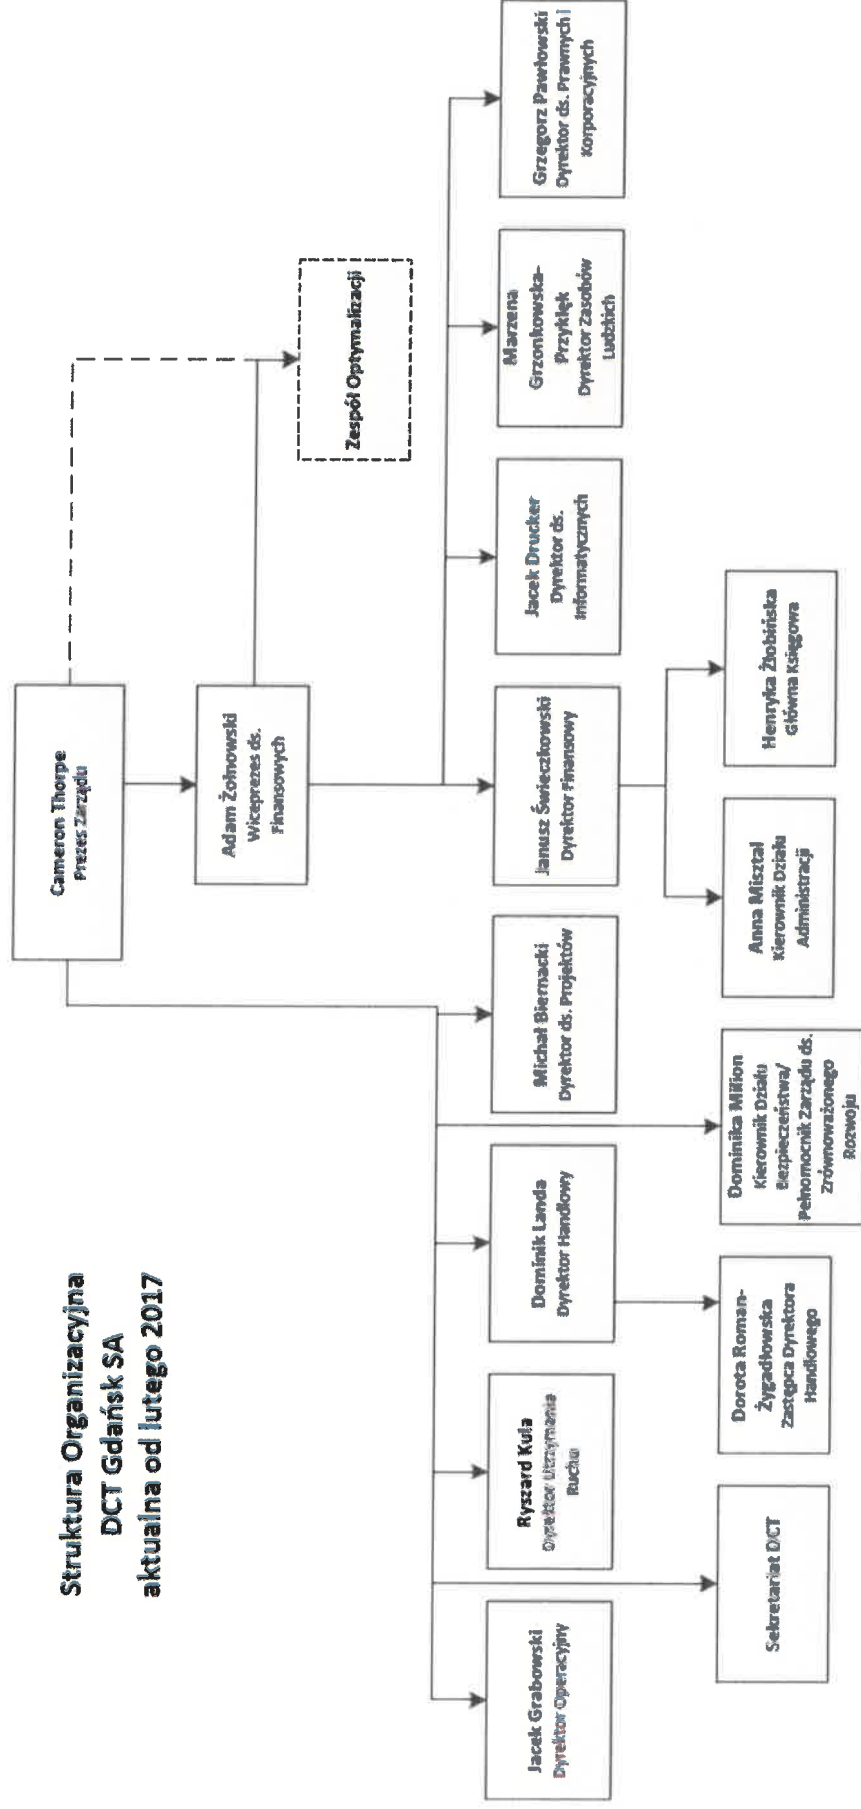 Struktura Organizacyjna
DCT Gdańsk SA
aktualna od lutego 2017
Cameron Thorpe
Prezes Zarządu
Adam Żołnowski
Wiceprezes ds.
Finansowych
Zespół Optymalizacji
Jacek Grabowski
Dyrektor Operacyjny
Ryszard Kula
Dyrektor Utrzymania
Ruchu
Dominik Landa
Dyrektor Handlowy
Michał Biernacki
Dyrektor ds. Projektów
Janusz Świeczkowski
Dyrektor Finansowy
Jacek Drucker
Dyrektor ds.
Informatycznych
Marzena
Grzonkowska-
Przyklęk
Dyrektor Zasobów
Ludzkich
Grzegorz Pawłowski
Dyrektor ds. Prawnych i
Korporacyjnych
Sekretariat DCT
Dorota Roman-
Żygadłowska
Zastępca Dyrektora
Handlowego
Dominika Milion
Kierownik Działu
Bezpieczeństwa/
Pełnomocnik Zarządu ds.
Zrównoważonego
Rozwoju
Anna Misztal
Kierownik Działu
Administracji
Henryka Złobińska
Główna Księgowa